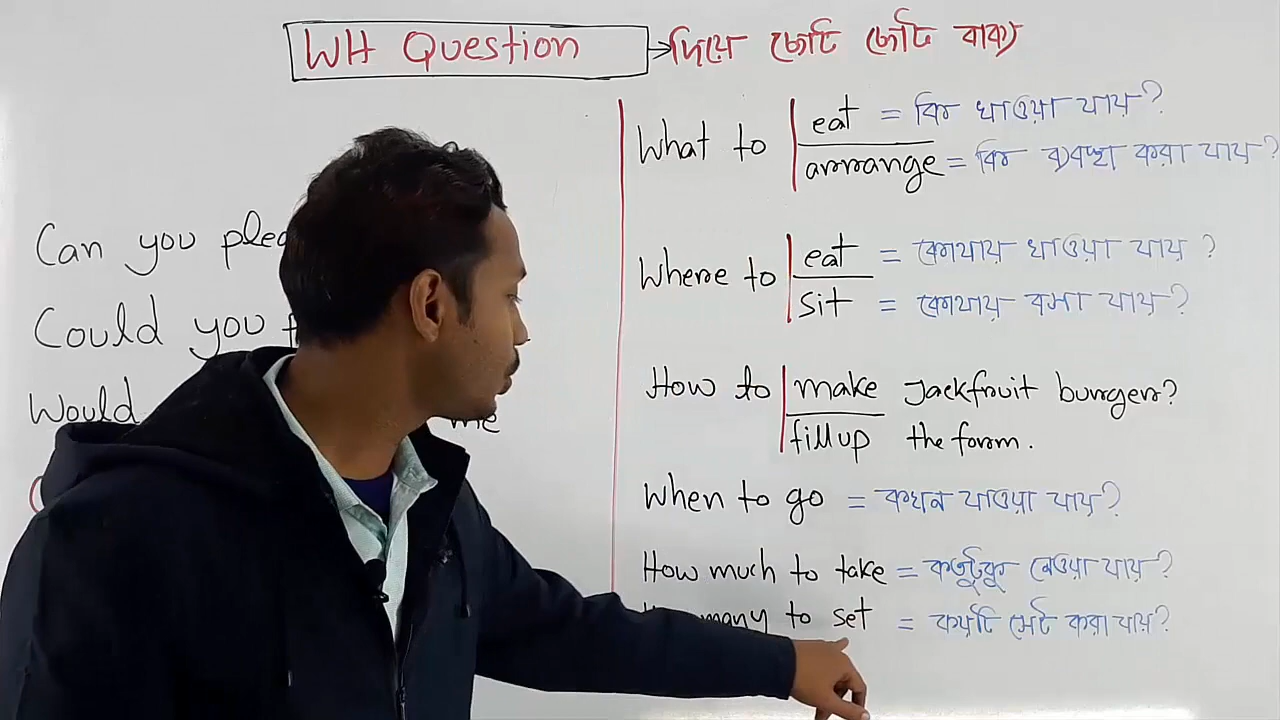 WH Question → দিয়ে ছোট ছোট বাক্য
Can you
Could you
Would me
What to eat = কি খাওয়া যায়?
arrange = কি ব্যবস্থা করা যায়?
Where to eat = কোথায় খাওয়া যায় ?
sit = কোথায় বসা যায়?
How to make Jackfruit burger?
fill up the form.
When to go = কখন যাওয়া যায়?
How much to take = কতটুকু নেওয়া যায়?
many to set = কয়টি সেট করা যায়?